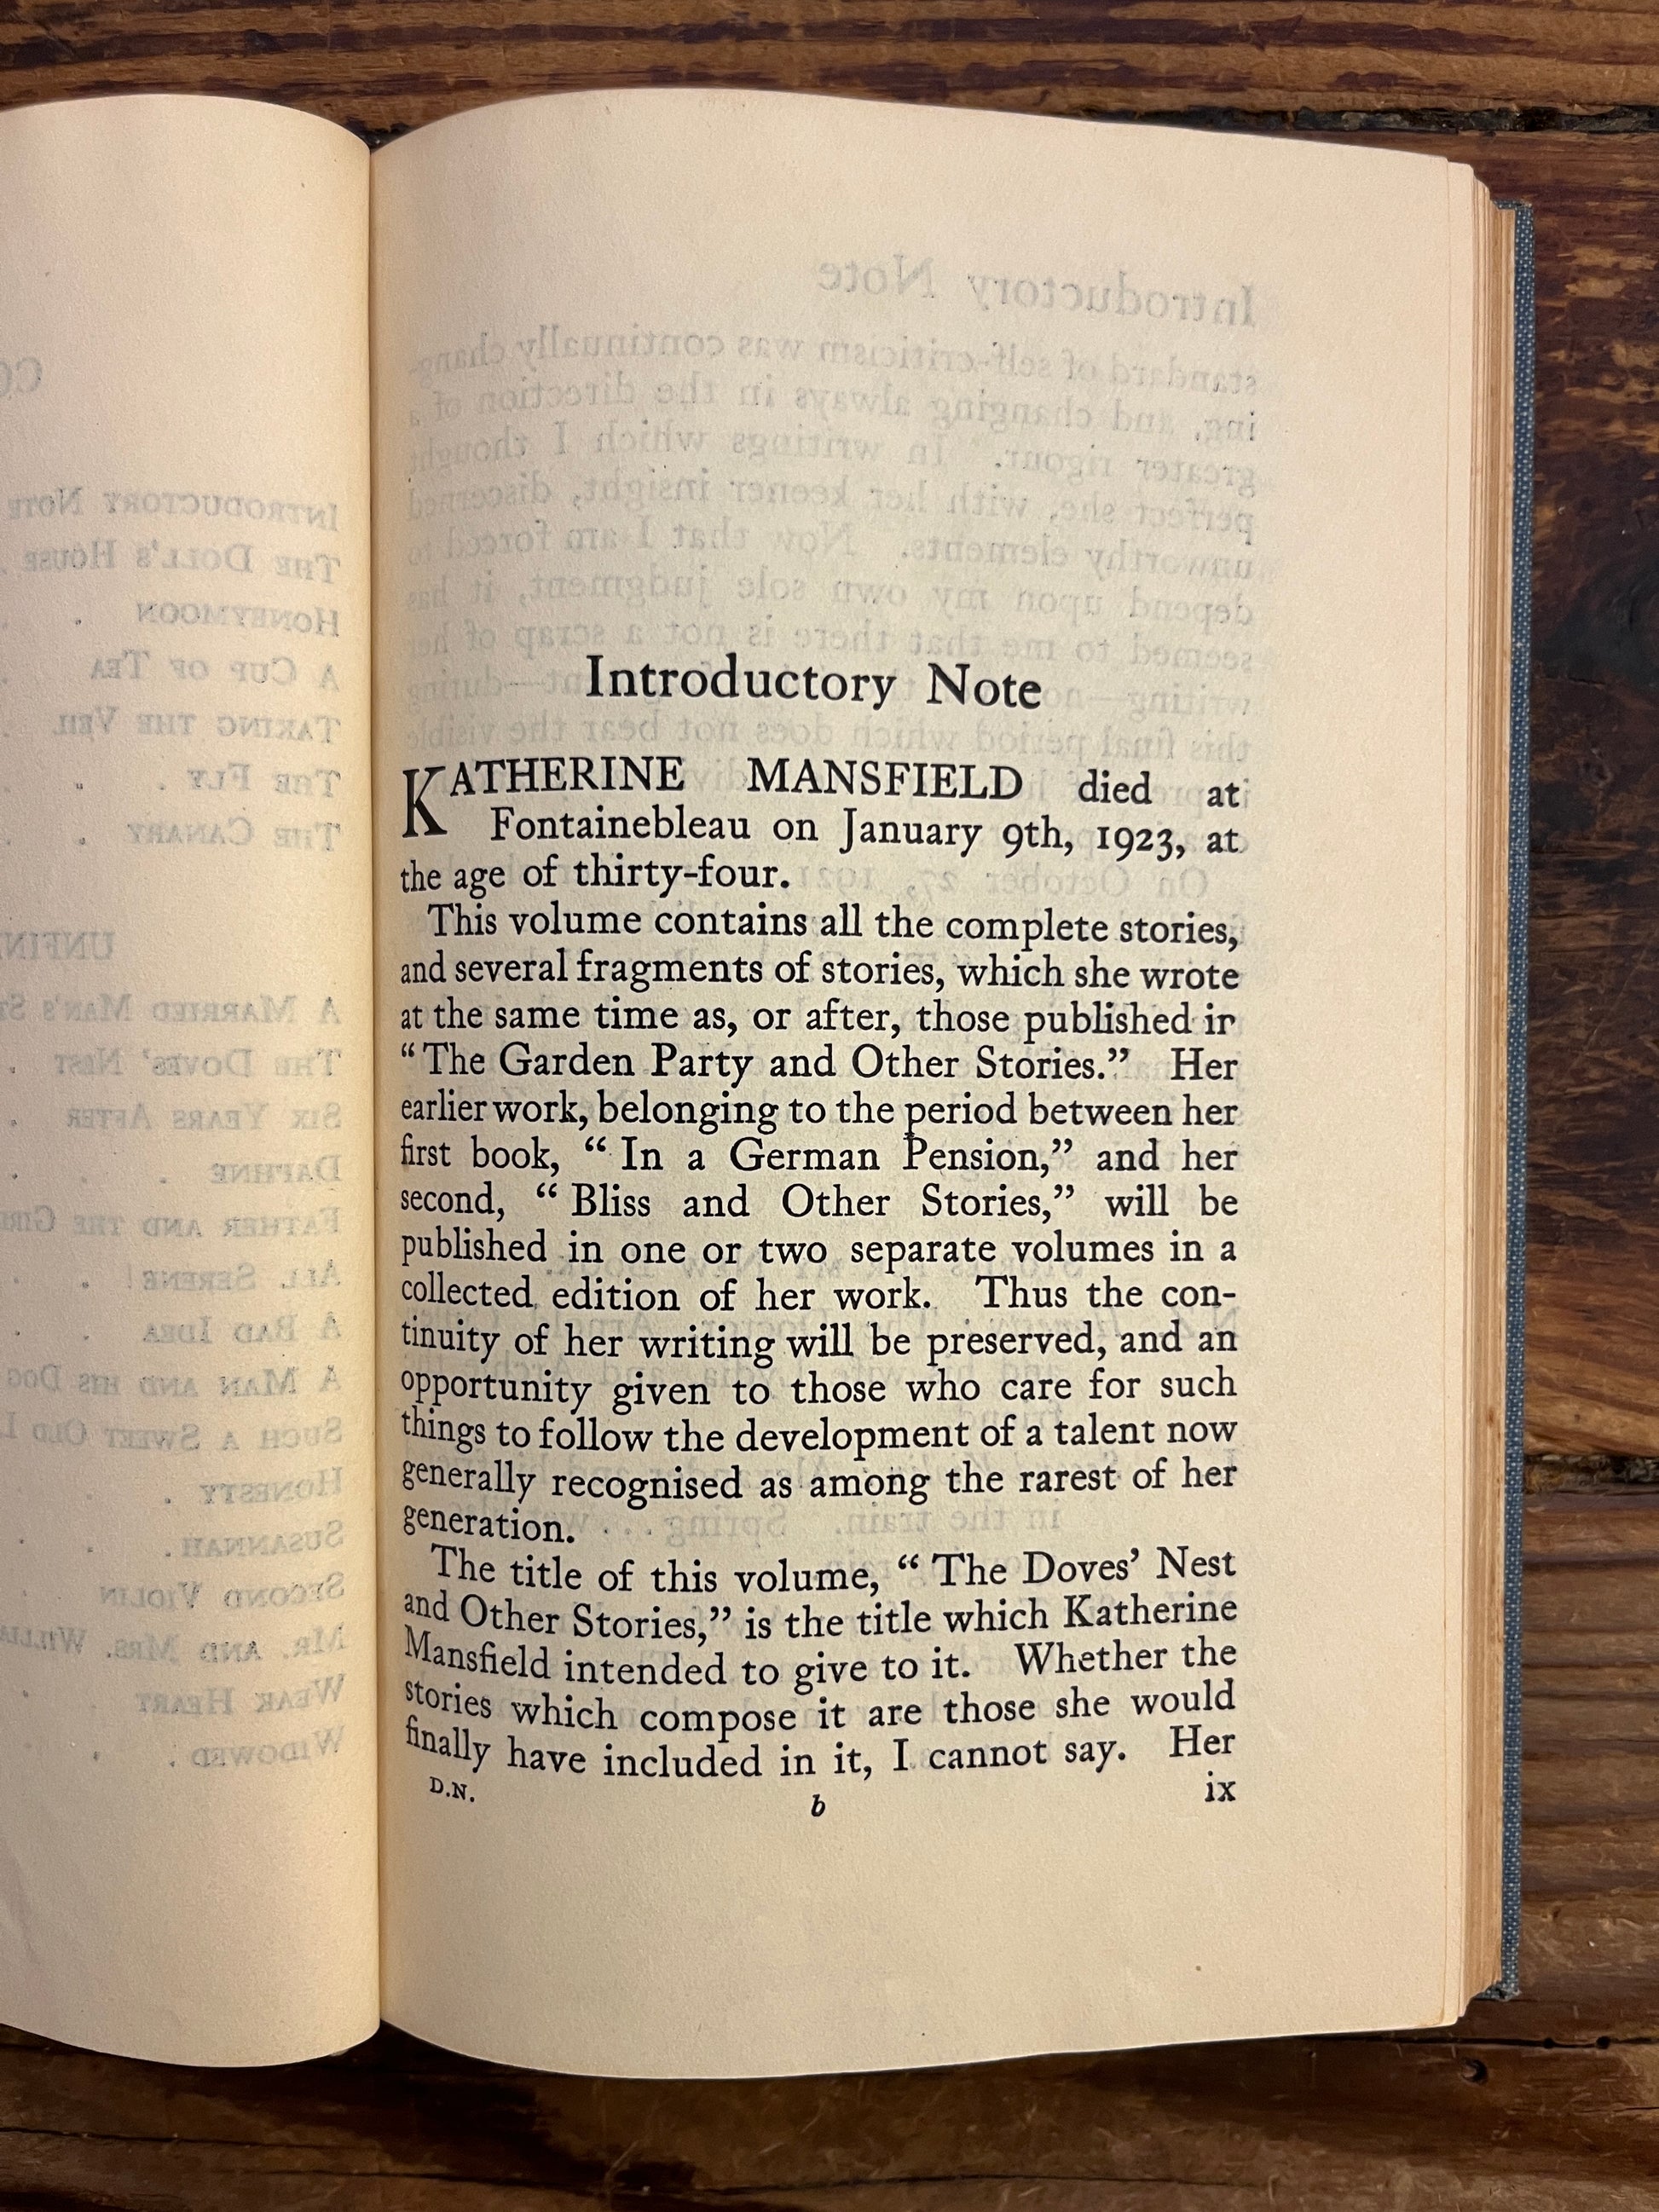 Introductory Note
KATHERINE MANSFIELD died at
Fontainebleau on January 9th, 1923, at
the age of thirty-four.
This volume contains all the complete stories,
and several fragments of stories, which she wrote
at the same time as, or after, those published ir
“The Garden Party and Other Stories.” Her
earlier work, belonging to the period between her
first book, “In a German Pension,” and her
second, “Bliss and Other Stories,” will be
published in one or two separate volumes in a
collected edition of her work. Thus the con-
tinuity of her writing will be preserved, and an
opportunity given to those who care for such
things to follow the development of a talent now
generally recognised as among the rarest of her
generation.
The title of this volume, “The Doves’ Nest
and Other Stories,” is the title which Katherine
Mansfield intended to give to it. Whether the
stories which compose it are those she would
finally have included in it, I cannot say. Her
D.N. b ix